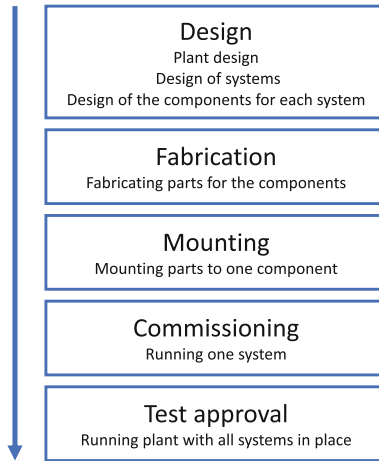 Design
Plant design
Design of systems
Design of the components for each system
Fabrication
Fabricating parts for the components
Mounting
Mounting parts to one component
Commissioning
Running one system
Test approval
Running plant with all systems in place